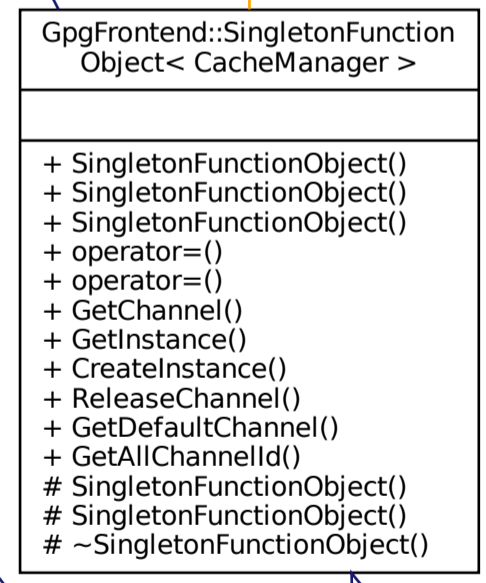 GpgFrontend::SingletonFunction
Object< CacheManager >
+ SingletonFunctionObject()
+ SingletonFunctionObject()
+ SingletonFunctionObject()
+ operator=()
+ operator=()
+ GetChannel()
+ GetInstance()
+ CreateInstance()
+ ReleaseChannel()
+ GetDefaultChannel()
+ GetAllChannelId()
# SingletonFunctionObject()
# SingletonFunctionObject()
# ~SingletonFunctionObject()